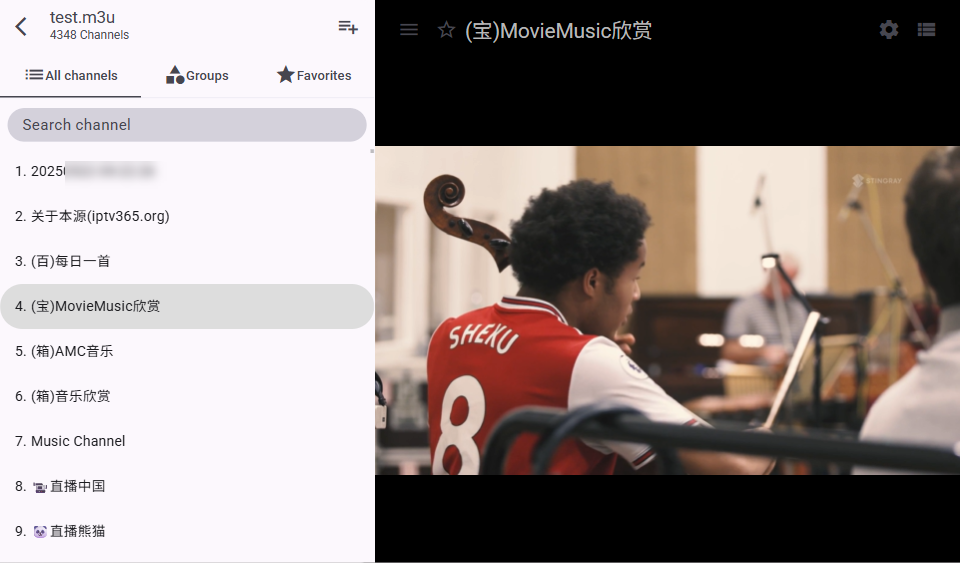 test.m3u
4348 Channels
All channels
Groups
Favorites
Search channel
1. 2025
2. 关于本源(iptv365.org)
3. (百)每日一首
4. (宝)MovieMusic欣赏
5. (箱)AMC音乐
6. (箱)音乐欣赏
7. Music Channel
8. 直播中国
9. 直播熊猫
(宝)MovieMusic欣赏
STINGRAY
SHEKU
8